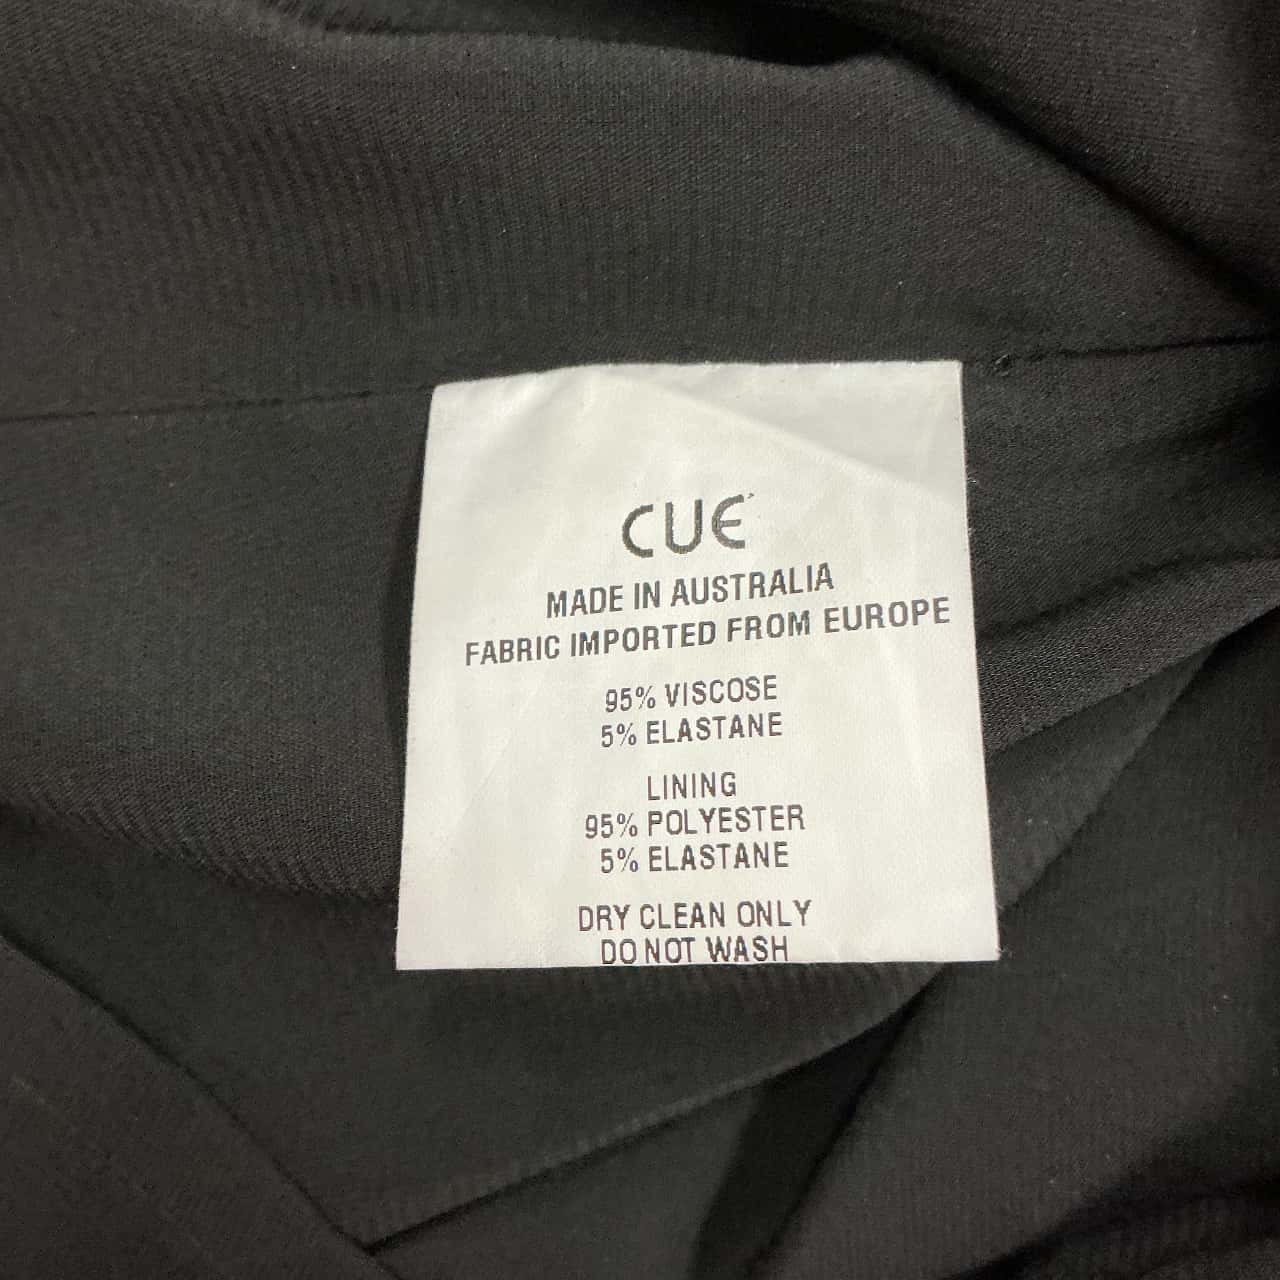 CUE
MADE IN AUSTRALIA
FABRIC IMPORTED FROM EUROPE
95% VISCOSE
5% ELASTANE
LINING
95% POLYESTER
5% ELASTANE
DRY CLEAN ONLY
DO NOT WASH